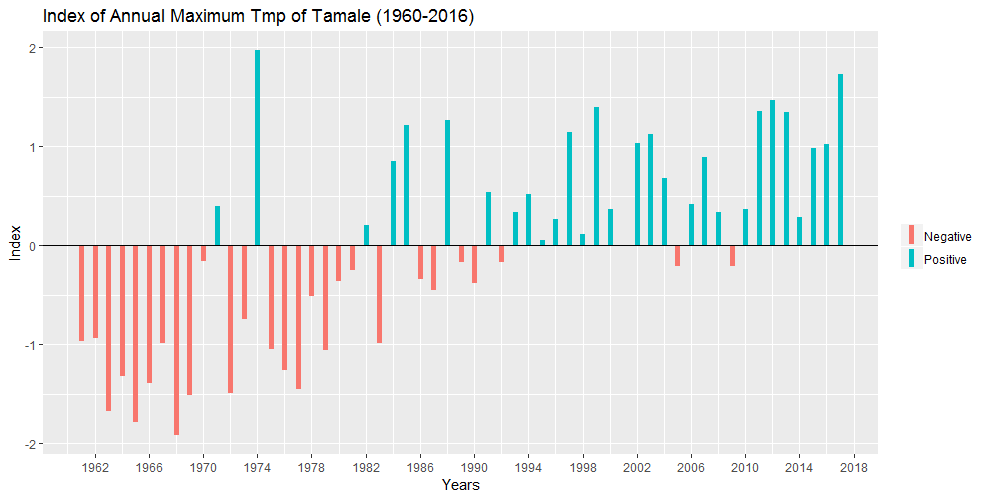 Index of Annual Maximum Tmp of Tamale (1960-2016)
2
1
0
-1
-2
Index
1962 1966 1970 1974 1978 1982 1986 1990 1994 1998 2002 2006 2010 2014 2018
Years
Negative
Positive